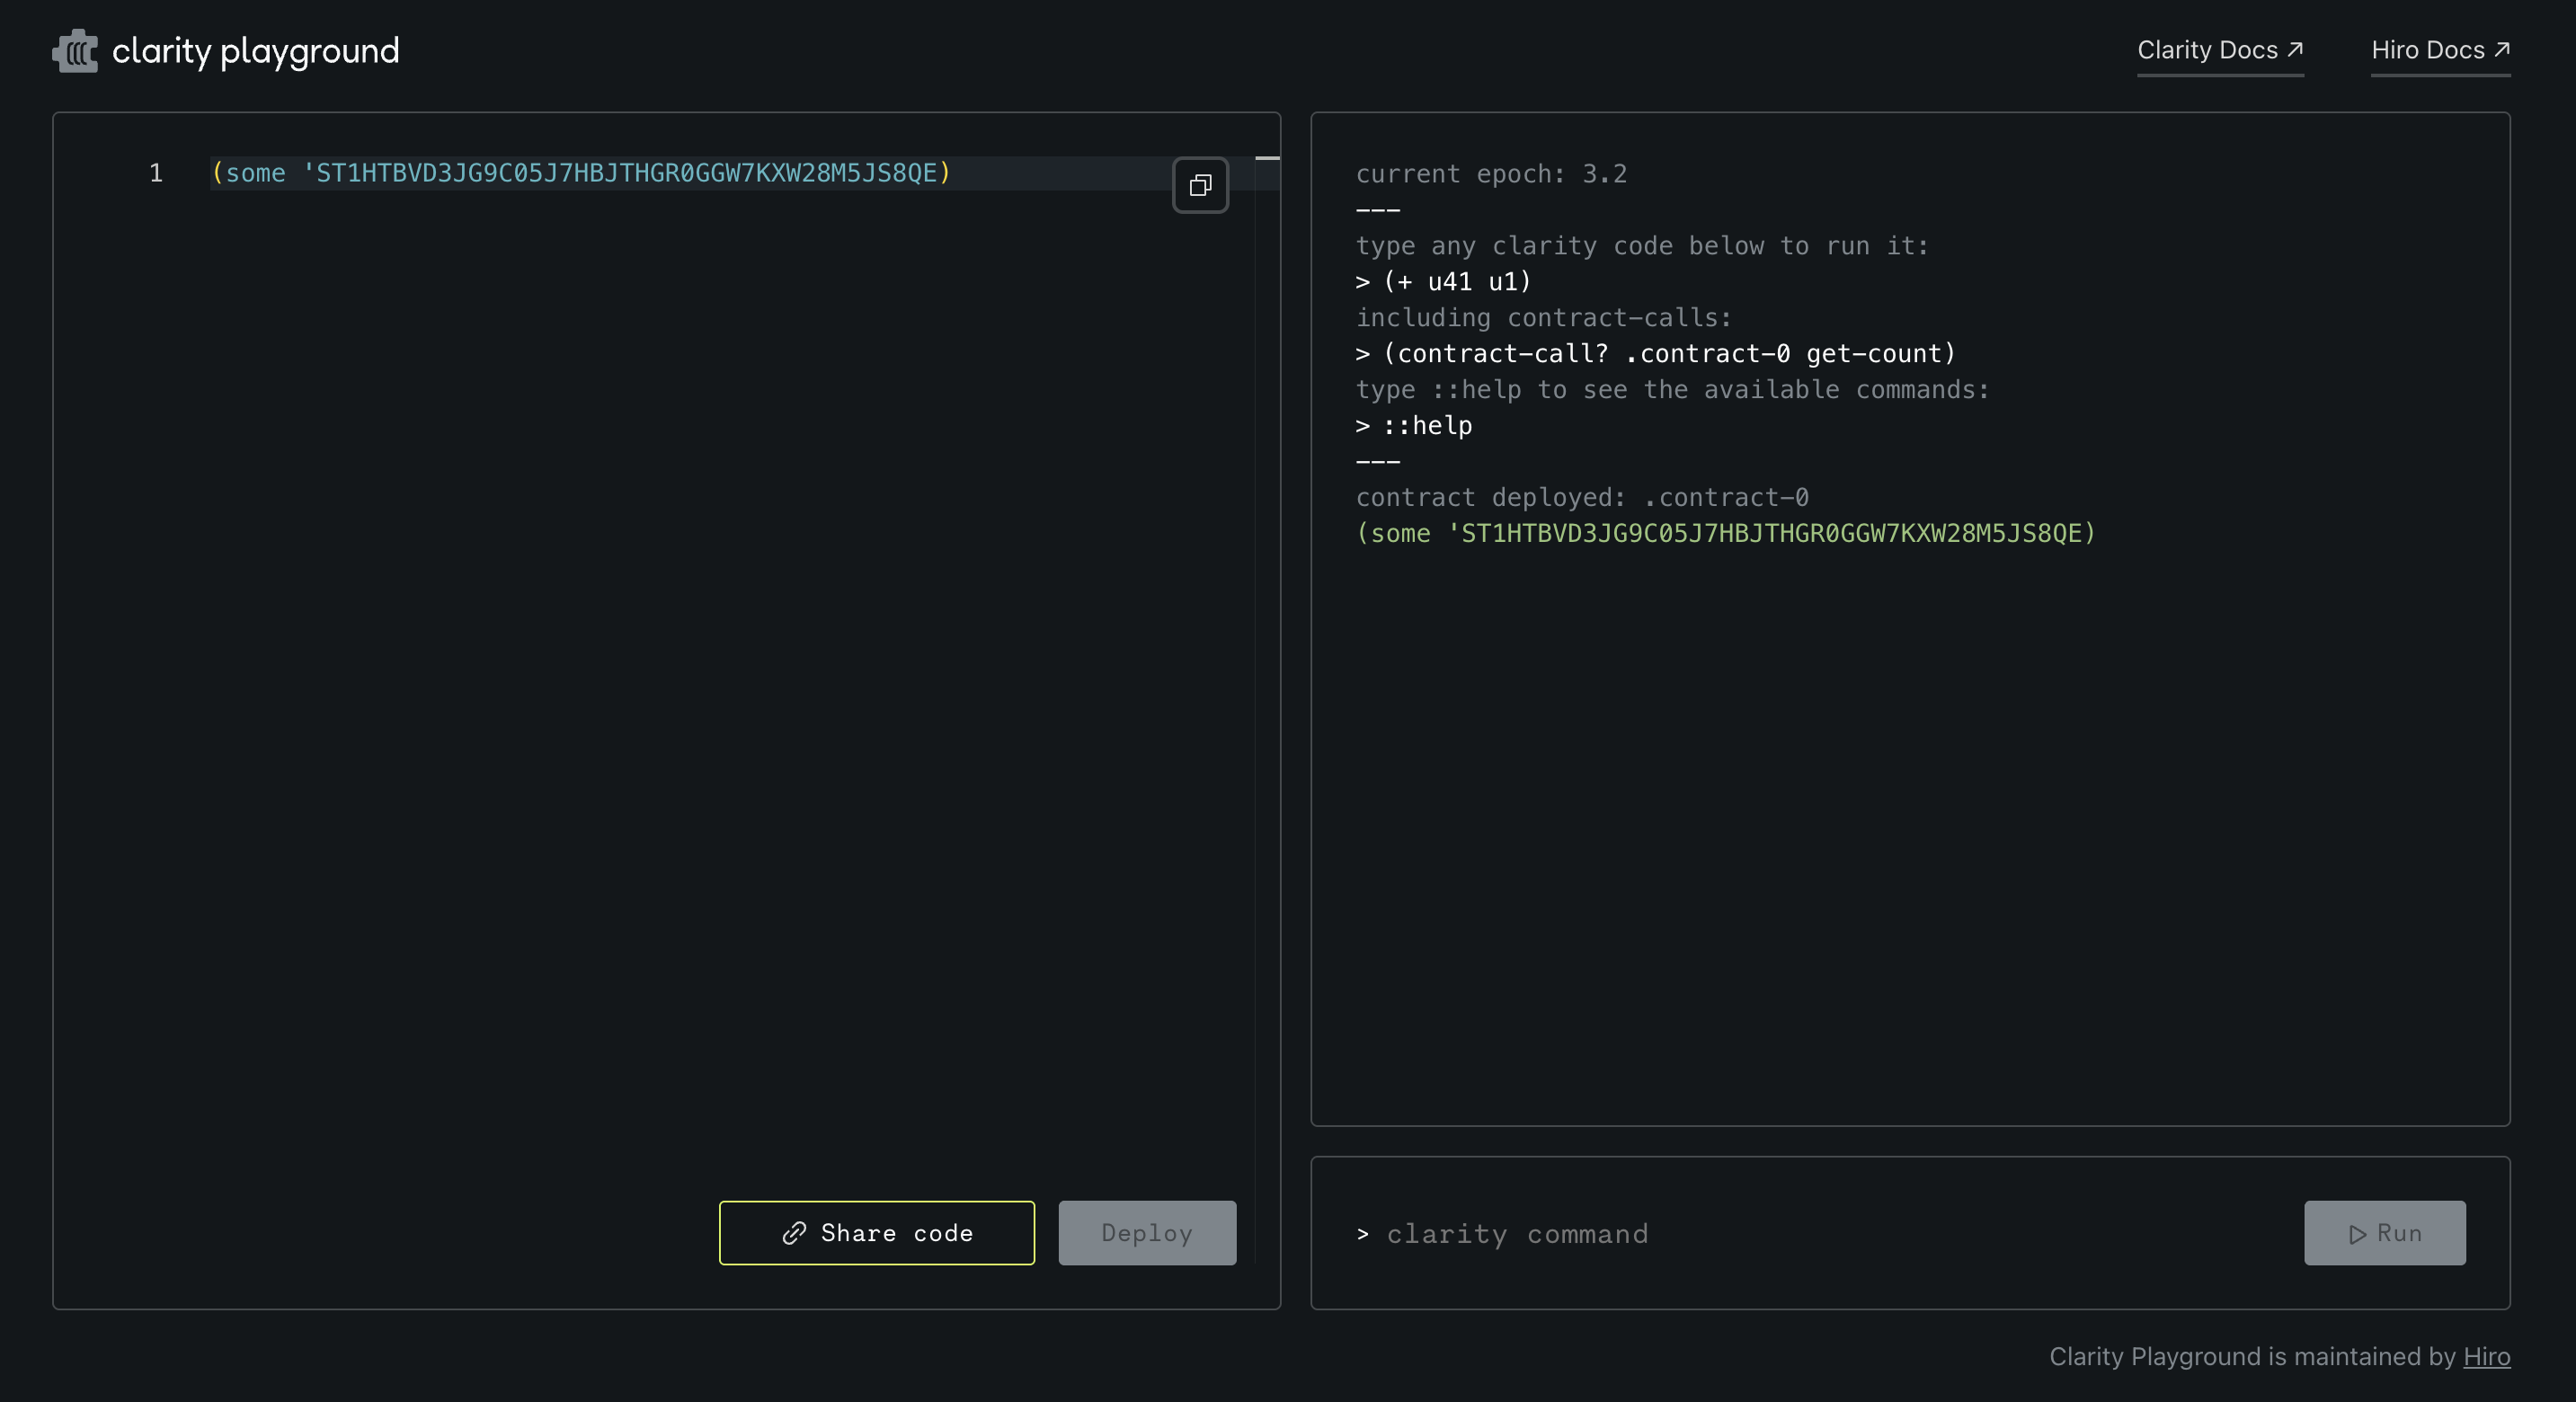 clarity playground
Clarity Docs ↗
Hiro Docs ↗
1 (some 'ST1HTBVD3JG9C05J7HBJTHGR0GGW7KXW28M5JS8QE)
Share code
Deploy
current epoch: 3.2
---
type any clarity code below to run it:
> (+ u41 u1)
including contract-calls:
> (contract-call? .contract-0 get-count)
type ::help to see the available commands:
> ::help
---
contract deployed: .contract-0
(some 'ST1HTBVD3JG9C05J7HBJTHGR0GGW7KXW28M5JS8QE)
> clarity command
Run
Clarity Playground is maintained by Hiro